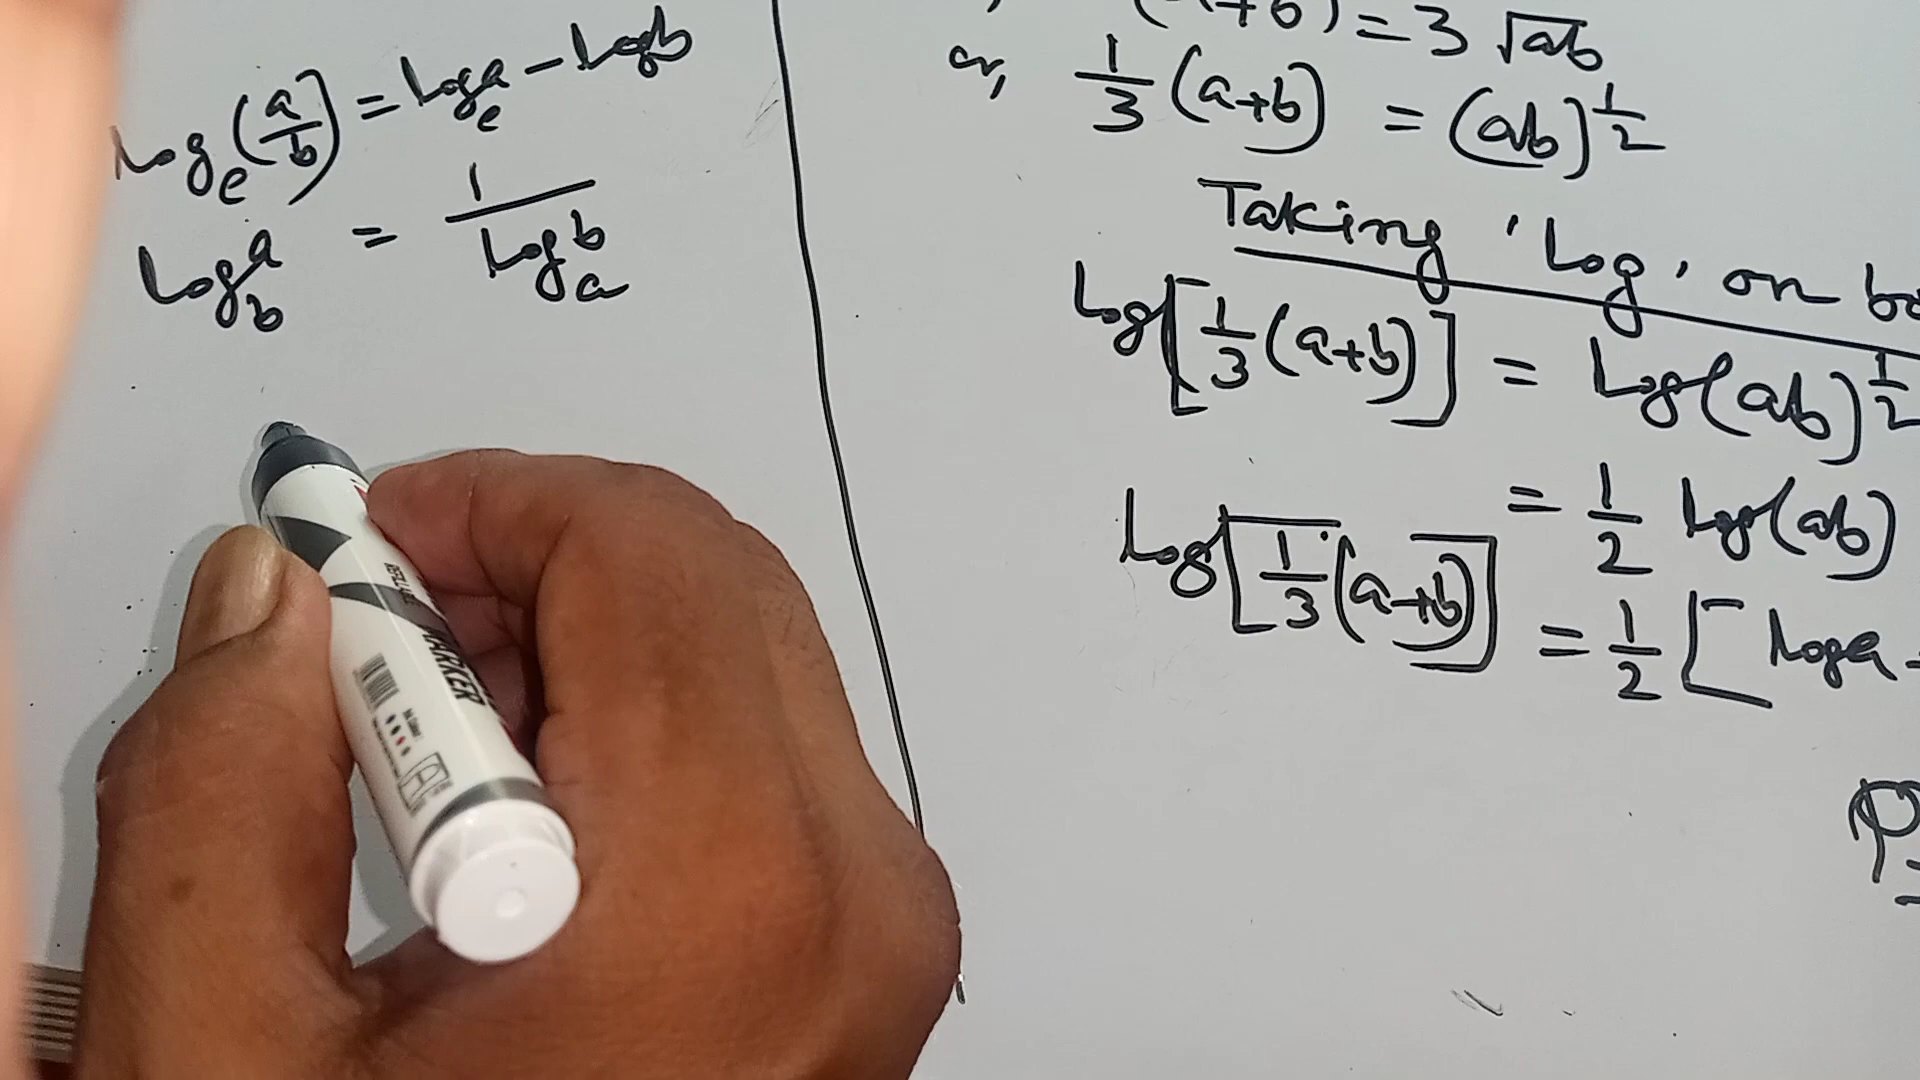 log_e(a/b) = log_e a - log b
log_b a = 1/log_a b
(a+b) = 3 √ab
or, 1/3 (a+b) = (ab)^1/2
Taking 'Log' on
Log[1/3(a+b)] = Log(ab)^1/2
= 1/2 log(ab)
Log[1/3(a+b)]
= 1/2 [log a
MARKER